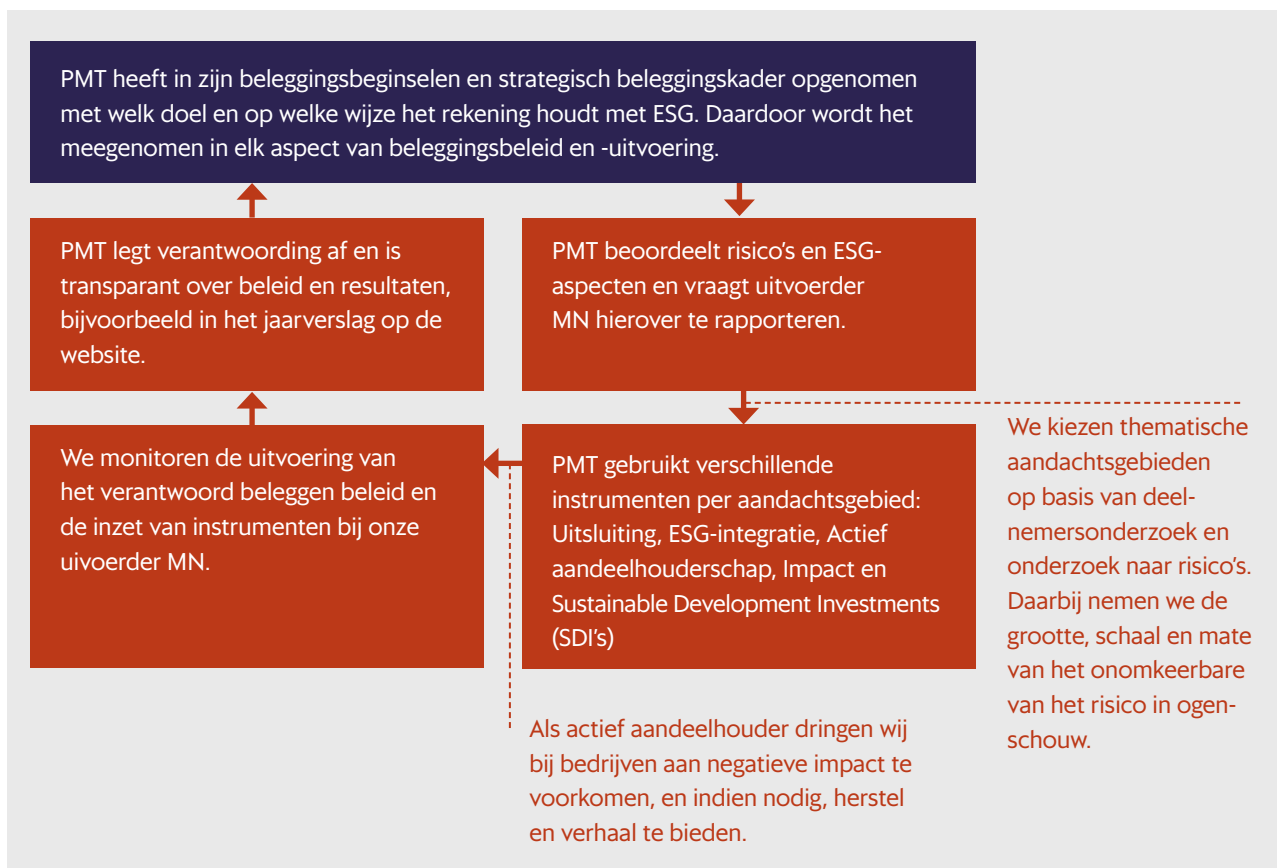 PMT heeft in zijn beleggingsbeginselen en strategisch beleggingskader opgenomen
met welk doel en op welke wijze het rekening houdt met ESG. Daardoor wordt het
meegenomen in elk aspect van beleggingsbeleid en -uitvoering.
PMT legt verantwoording af en is
transparant over beleid en resultaten,
bijvoorbeeld in het jaarverslag op de
website.
PMT beoordeelt risico's en ESG-
aspecten en vraagt uitvoerder
MN hierover te rapporteren.
We monitoren de uitvoering van
het verantwoord beleggen beleid en
de inzet van instrumenten bij onze
uivoerder MN.
PMT gebruikt verschillende
instrumenten per aandachtsgebied:
Uitsluiting, ESG-integratie, Actief
aandeelhouderschap, Impact en
Sustainable Development Investments
(SDI's)
We kiezen thematische
aandachtsgebieden
op basis van deel-
nemersonderzoek en
onderzoek naar risico's.
Daarbij nemen we de
grootte, schaal en mate
van het onomkeerbare
van het risico in ogen-
schouw.
Als actief aandeelhouder dringen wij
bij bedrijven aan negatieve impact te
voorkomen, en indien nodig, herstel
en verhaal te bieden.